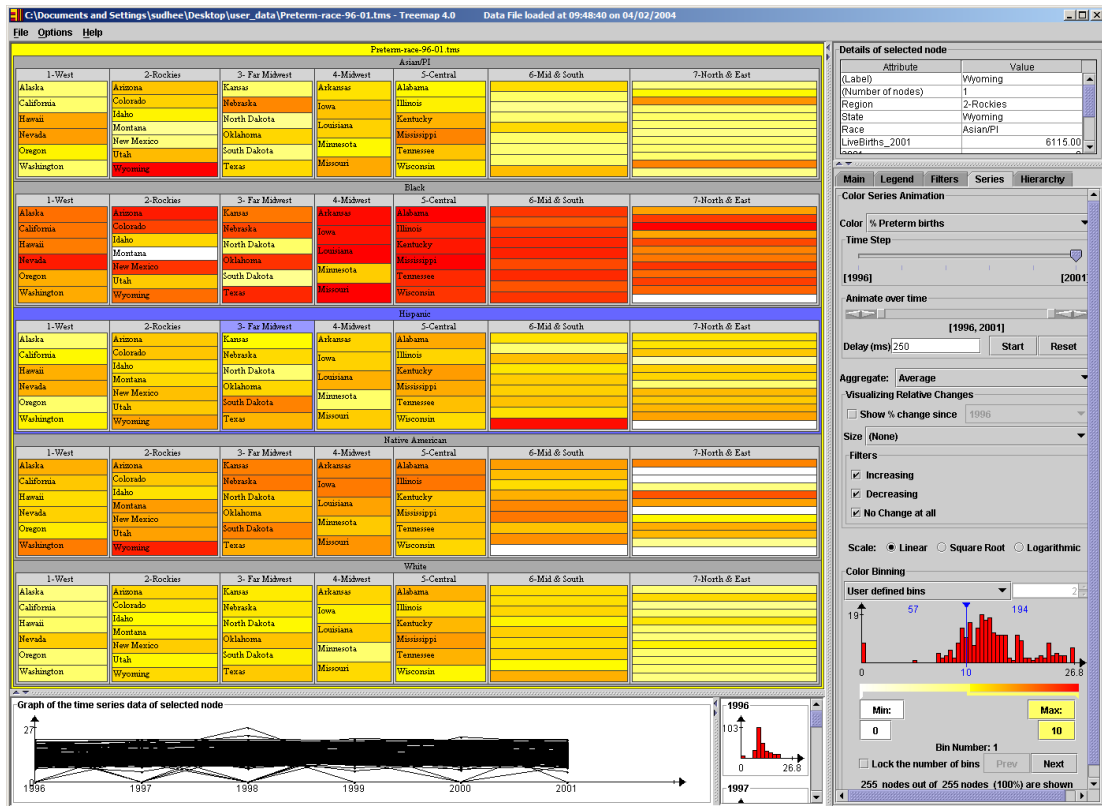 C:\Documents and Settings\sudhee\Desktop\user_data\Preterm-race-96-01.tms - Treemap 4.0 Data File loaded at 09:48:40 on 04/02/2004
File Options Help
Preterm-race-96-01.tms
Asian/PI
1-West 2-Rockies 3- Far Midwest 4-Midwest 5-Central 6-Mid & South 7-North & East
Alaska Arizona Kansas Arkansas Alabama
California Colorado Nebraska Iowa Illinois
Hawaii Idaho North Dakota Louisiana Kentucky
Nevada Montana Oklahoma Minnesota Mississippi
Oregon New Mexico South Dakota Missouri Tennessee
Washington Utah Texas Wisconsin
Wyoming
Black
1-West 2-Rockies 3- Far Midwest 4-Midwest 5-Central 6-Mid & South 7-North & East
Alaska Arizona Kansas Arkansas Alabama
California Colorado Nebraska Iowa Illinois
Hawaii Idaho North Dakota Louisiana Kentucky
Nevada Montana Oklahoma Minnesota Mississippi
Oregon New Mexico South Dakota Missouri Tennessee
Washington Utah Texas Wisconsin
Wyoming
Hispanic
1-West 2-Rockies 3- Far Midwest 4-Midwest 5-Central 6-Mid & South 7-North & East
Alaska Arizona Kansas Arkansas Alabama
California Colorado Nebraska Iowa Illinois
Hawaii Idaho North Dakota Louisiana Kentucky
Nevada Montana Oklahoma Minnesota Mississippi
Oregon New Mexico South Dakota Missouri Tennessee
Washington Utah Texas Wisconsin
Wyoming
Native American
1-West 2-Rockies 3- Far Midwest 4-Midwest 5-Central 6-Mid & South 7-North & East
Alaska Arizona Kansas Arkansas Alabama
California Colorado Nebraska Iowa Illinois
Hawaii Idaho North Dakota Louisiana Kentucky
Nevada Montana Oklahoma Minnesota Mississippi
Oregon New Mexico South Dakota Missouri Tennessee
Washington Utah Texas Wisconsin
Wyoming
White
1-West 2-Rockies 3- Far Midwest 4-Midwest 5-Central 6-Mid & South 7-North & East
Alaska Arizona Kansas Arkansas Alabama
California Colorado Nebraska Iowa Illinois
Hawaii Idaho North Dakota Louisiana Kentucky
Nevada Montana Oklahoma Minnesota Mississippi
Oregon New Mexico South Dakota Missouri Tennessee
Washington Utah Texas Wisconsin
Wyoming
Graph of the time series data of selected node
27
0
1996 1997 1998 1999 2000 2001
1996
103
0 26.8
1997
Details of selected node
Attribute Value
(Label) Wyoming
(Number of nodes) 1
Region 2-Rockies
State Wyoming
Race Asian/PI
LiveBirths_2001 6115.00
Main Legend Filters Series Hierarchy
Color Series Animation
Color % Preterm births
Time Step
[1996] [2001]
Animate over time
[1996, 2001]
Delay (ms) 250 Start Reset
Aggregate: Average
Visualizing Relative Changes
Show % change since 1996
Size (None)
Filters
Increasing
Decreasing
No Change at all
Scale: Linear Square Root Logarithmic
Color Binning
User defined bins 2
19 57 194
0 10 26.8
Min: Max:
0 10
Bin Number: 1
Lock the number of bins Prev Next
255 nodes out of 255 nodes (100%) are shown